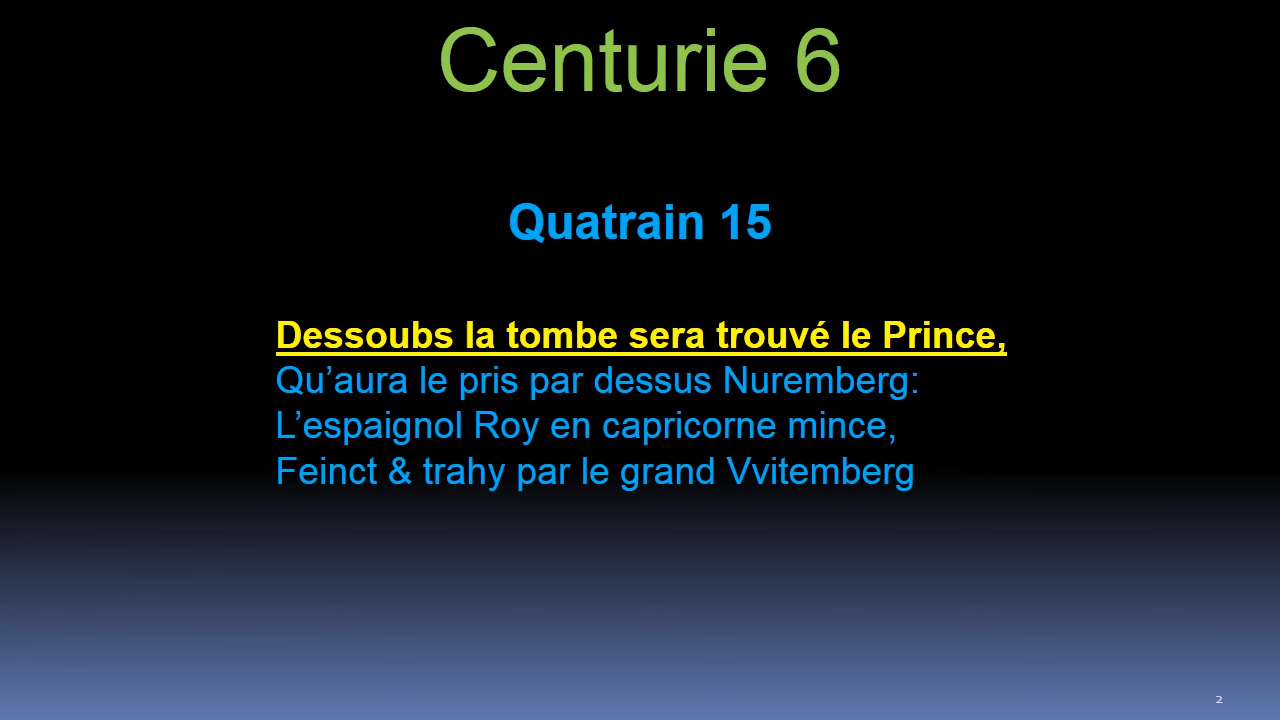 Centurie 6
Quatrain 15
Dessoubs la tombe sera trouvé le Prince,
Qu’aura le pris par dessus Nuremberg:
L’espaignol Roy en capricorne mince,
Feinct & trahy par le grand Vvitemberg
2